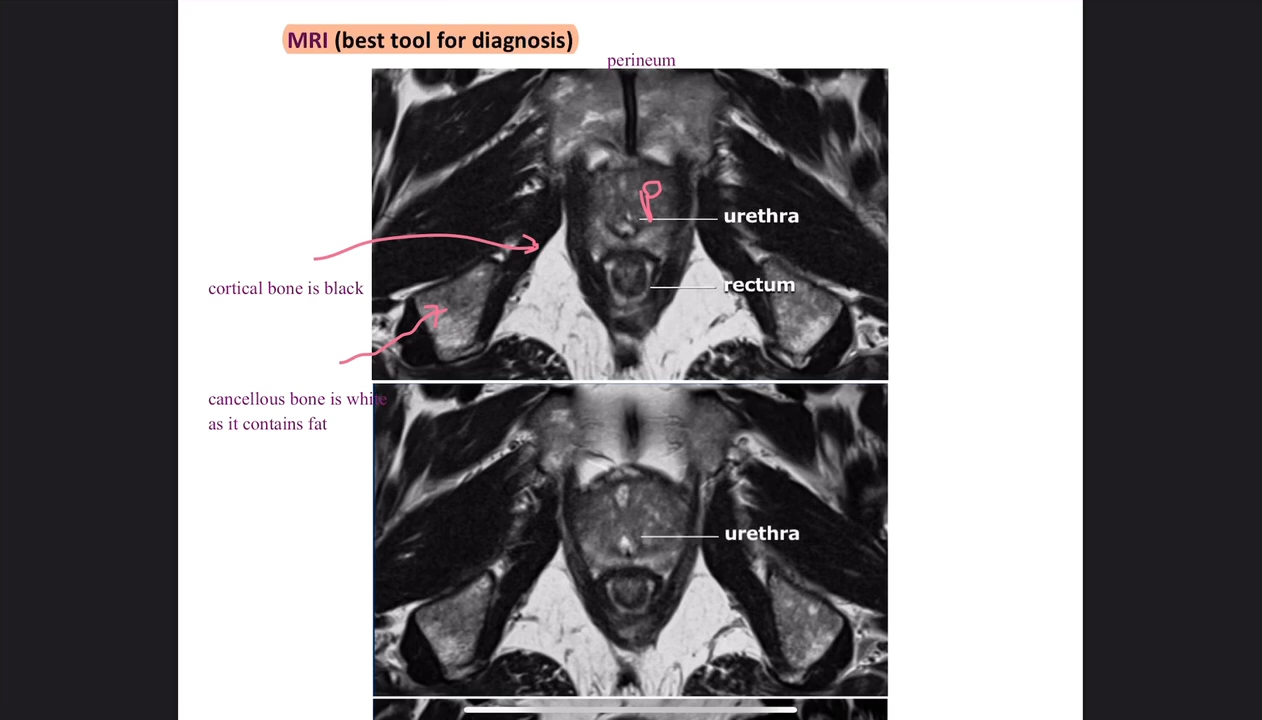 MRI (best tool for diagnosis)
perineum
P
urethra
rectum
cortical bone is black
cancellous bone is white
as it contains fat
urethra